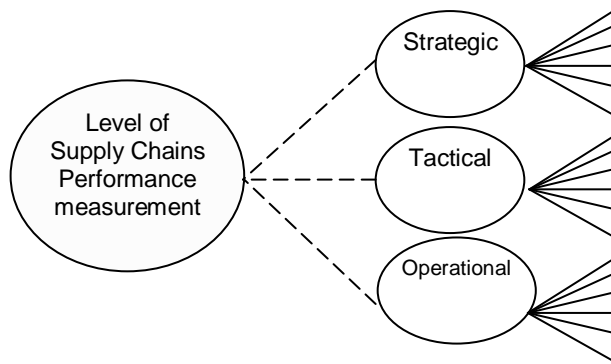 Level of
Supply Chains
Performance
measurement
Strategic
Tactical
Operational